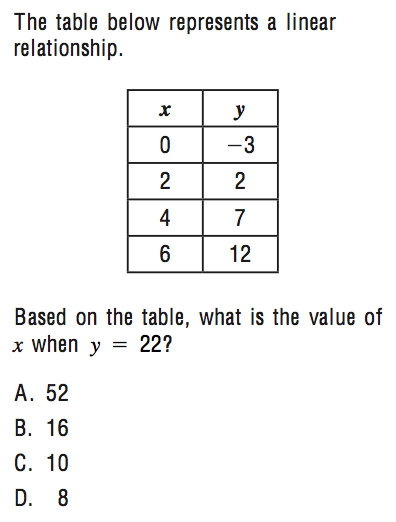 The table below represents a linear
relationship.
x y
0 −3
2 2
4 7
6 12
Based on the table, what is the value of
x when y = 22?
A. 52
B. 16
C. 10
D. 8